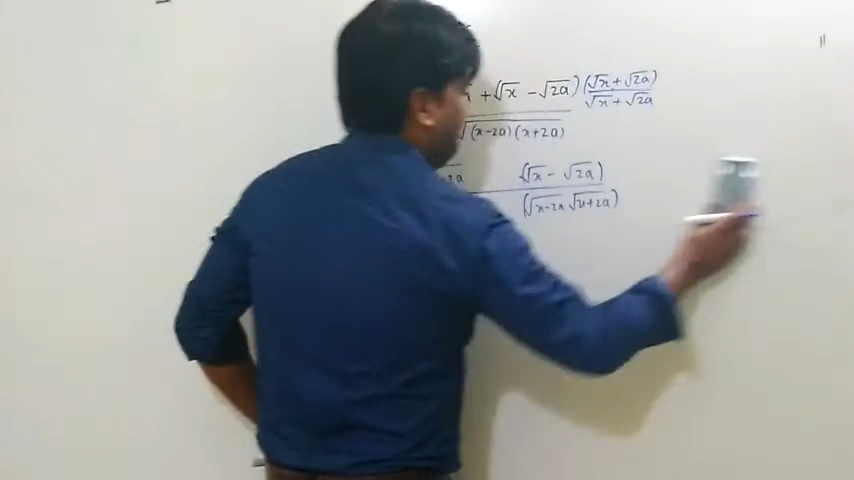 + (√x - √2a) (√x + √2a)
√x + √2a
√(x-2a)(x+2a)
2a (√x - √2a)
(√x-2a √x+2a)